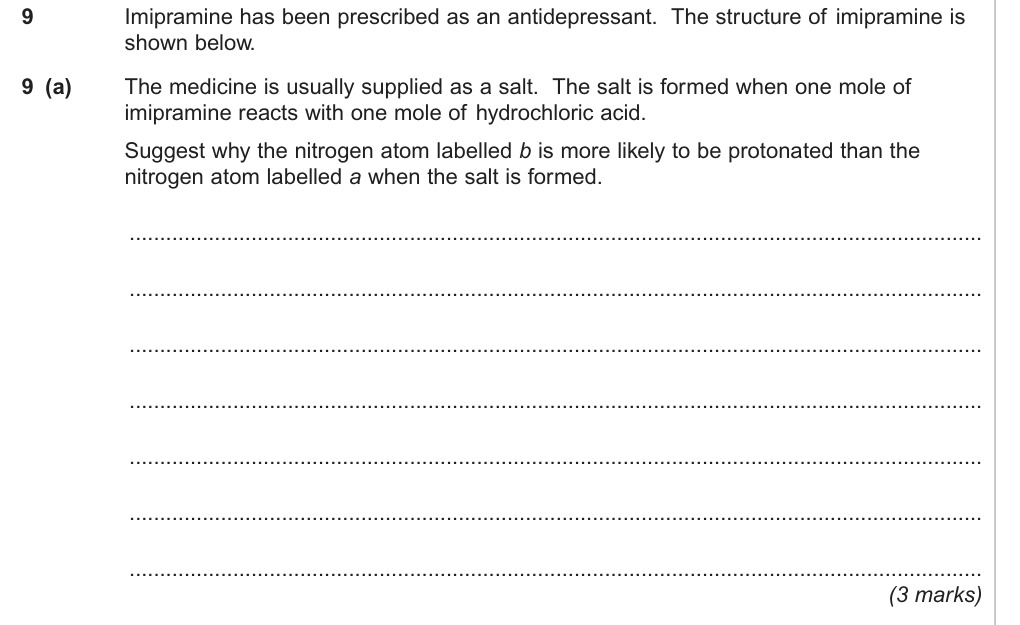 9 Imipramine has been prescribed as an antidepressant. The structure of imipramine is
shown below.
9 (a) The medicine is usually supplied as a salt. The salt is formed when one mole of
imipramine reacts with one mole of hydrochloric acid.
Suggest why the nitrogen atom labelled b is more likely to be protonated than the
nitrogen atom labelled a when the salt is formed.
(3 marks)